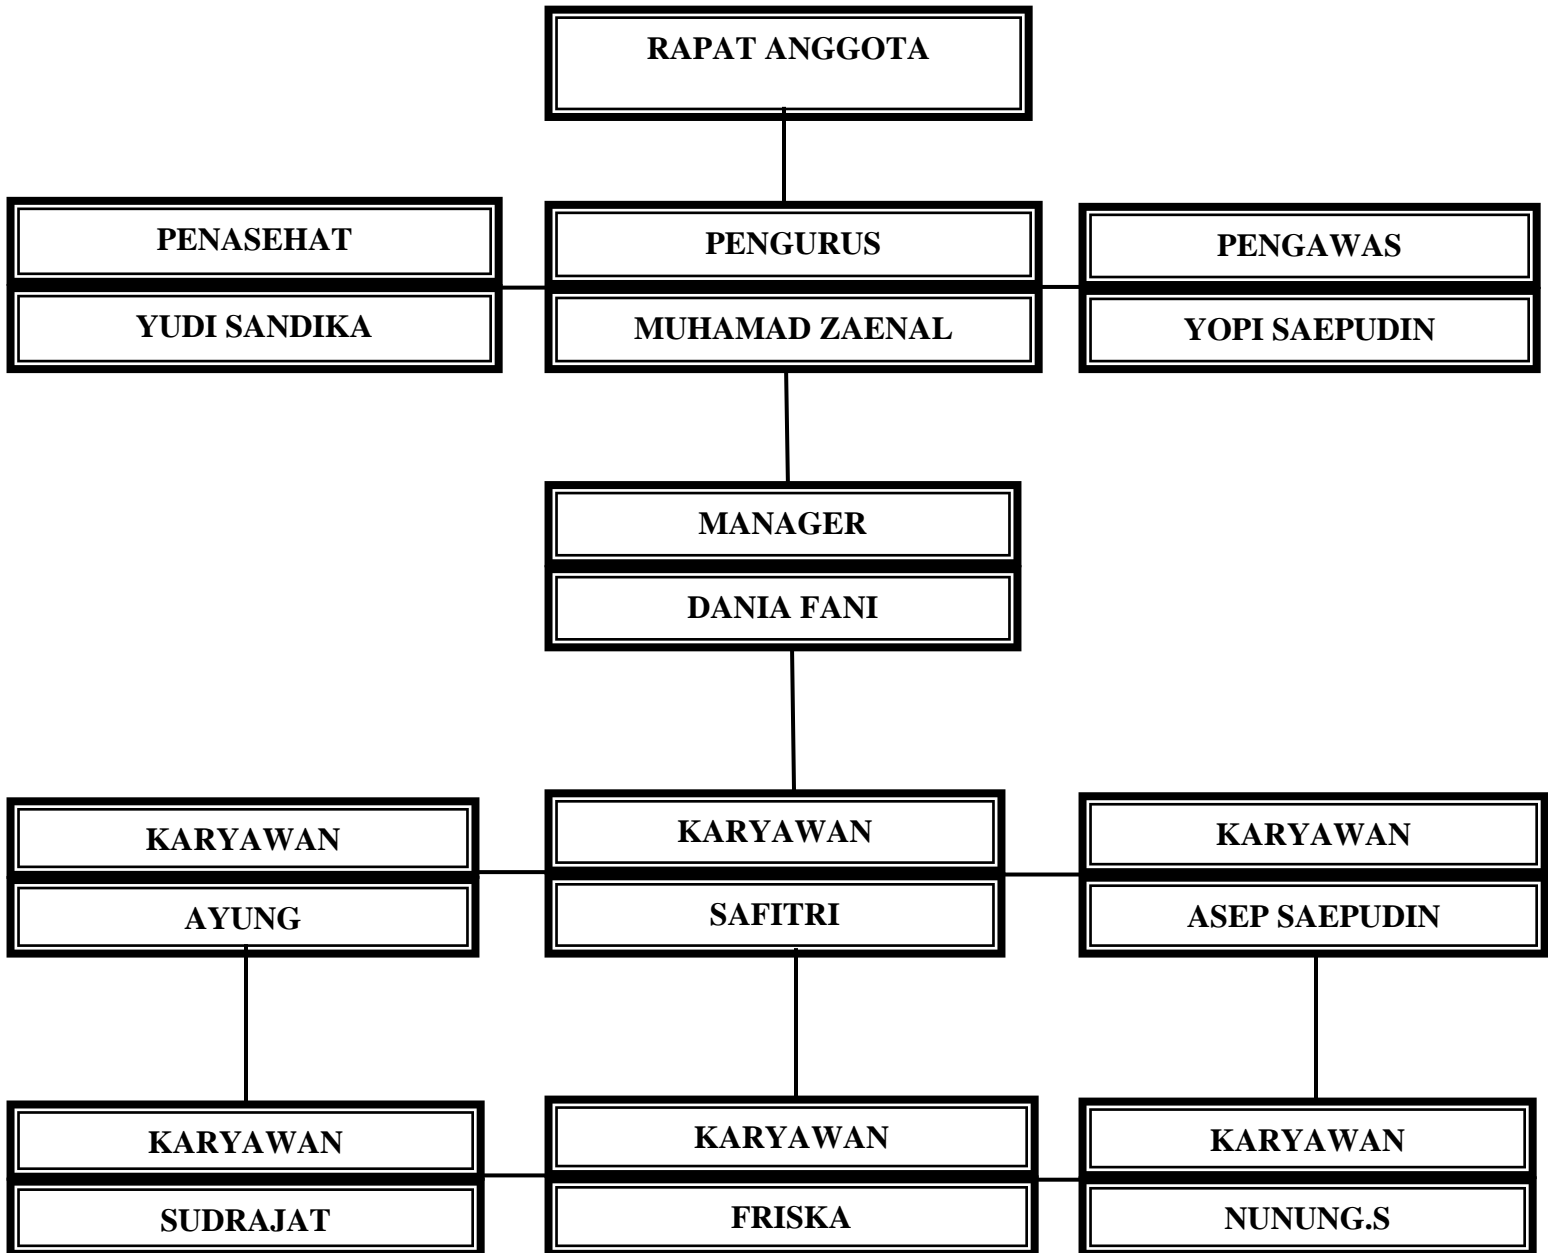 RAPAT ANGGOTA
PENASEHAT
YUDI SANDIKA
PENGURUS
MUHAMAD ZAENAL
PENGAWAS
YOPI SAEPUDIN
MANAGER
DANIA FANI
KARYAWAN
AYUNG
KARYAWAN
SAFITRI
KARYAWAN
ASEP SAEPUDIN
KARYAWAN
SUDRAJAT
KARYAWAN
FRISKA
KARYAWAN
NUNUNG.S